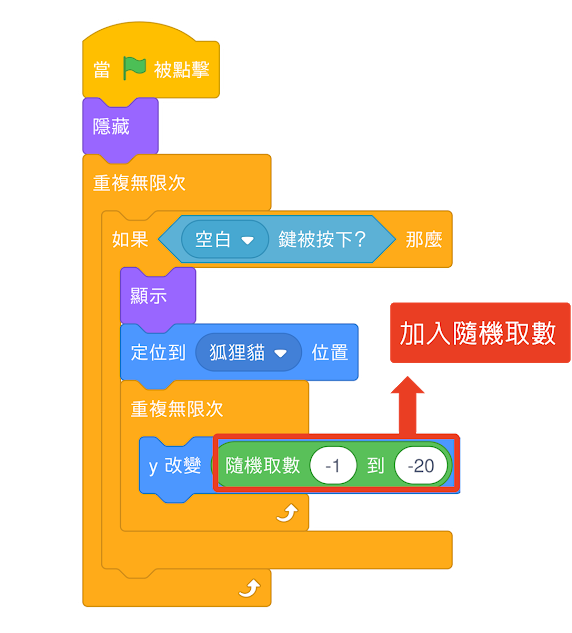 當 被點擊
隱藏
重複無限次
如果 空白 鍵被按下? 那麼
顯示
加入隨機取數
定位到 狐狸貓 位置
重複無限次
y 改變 隨機取數 -1 到 -20